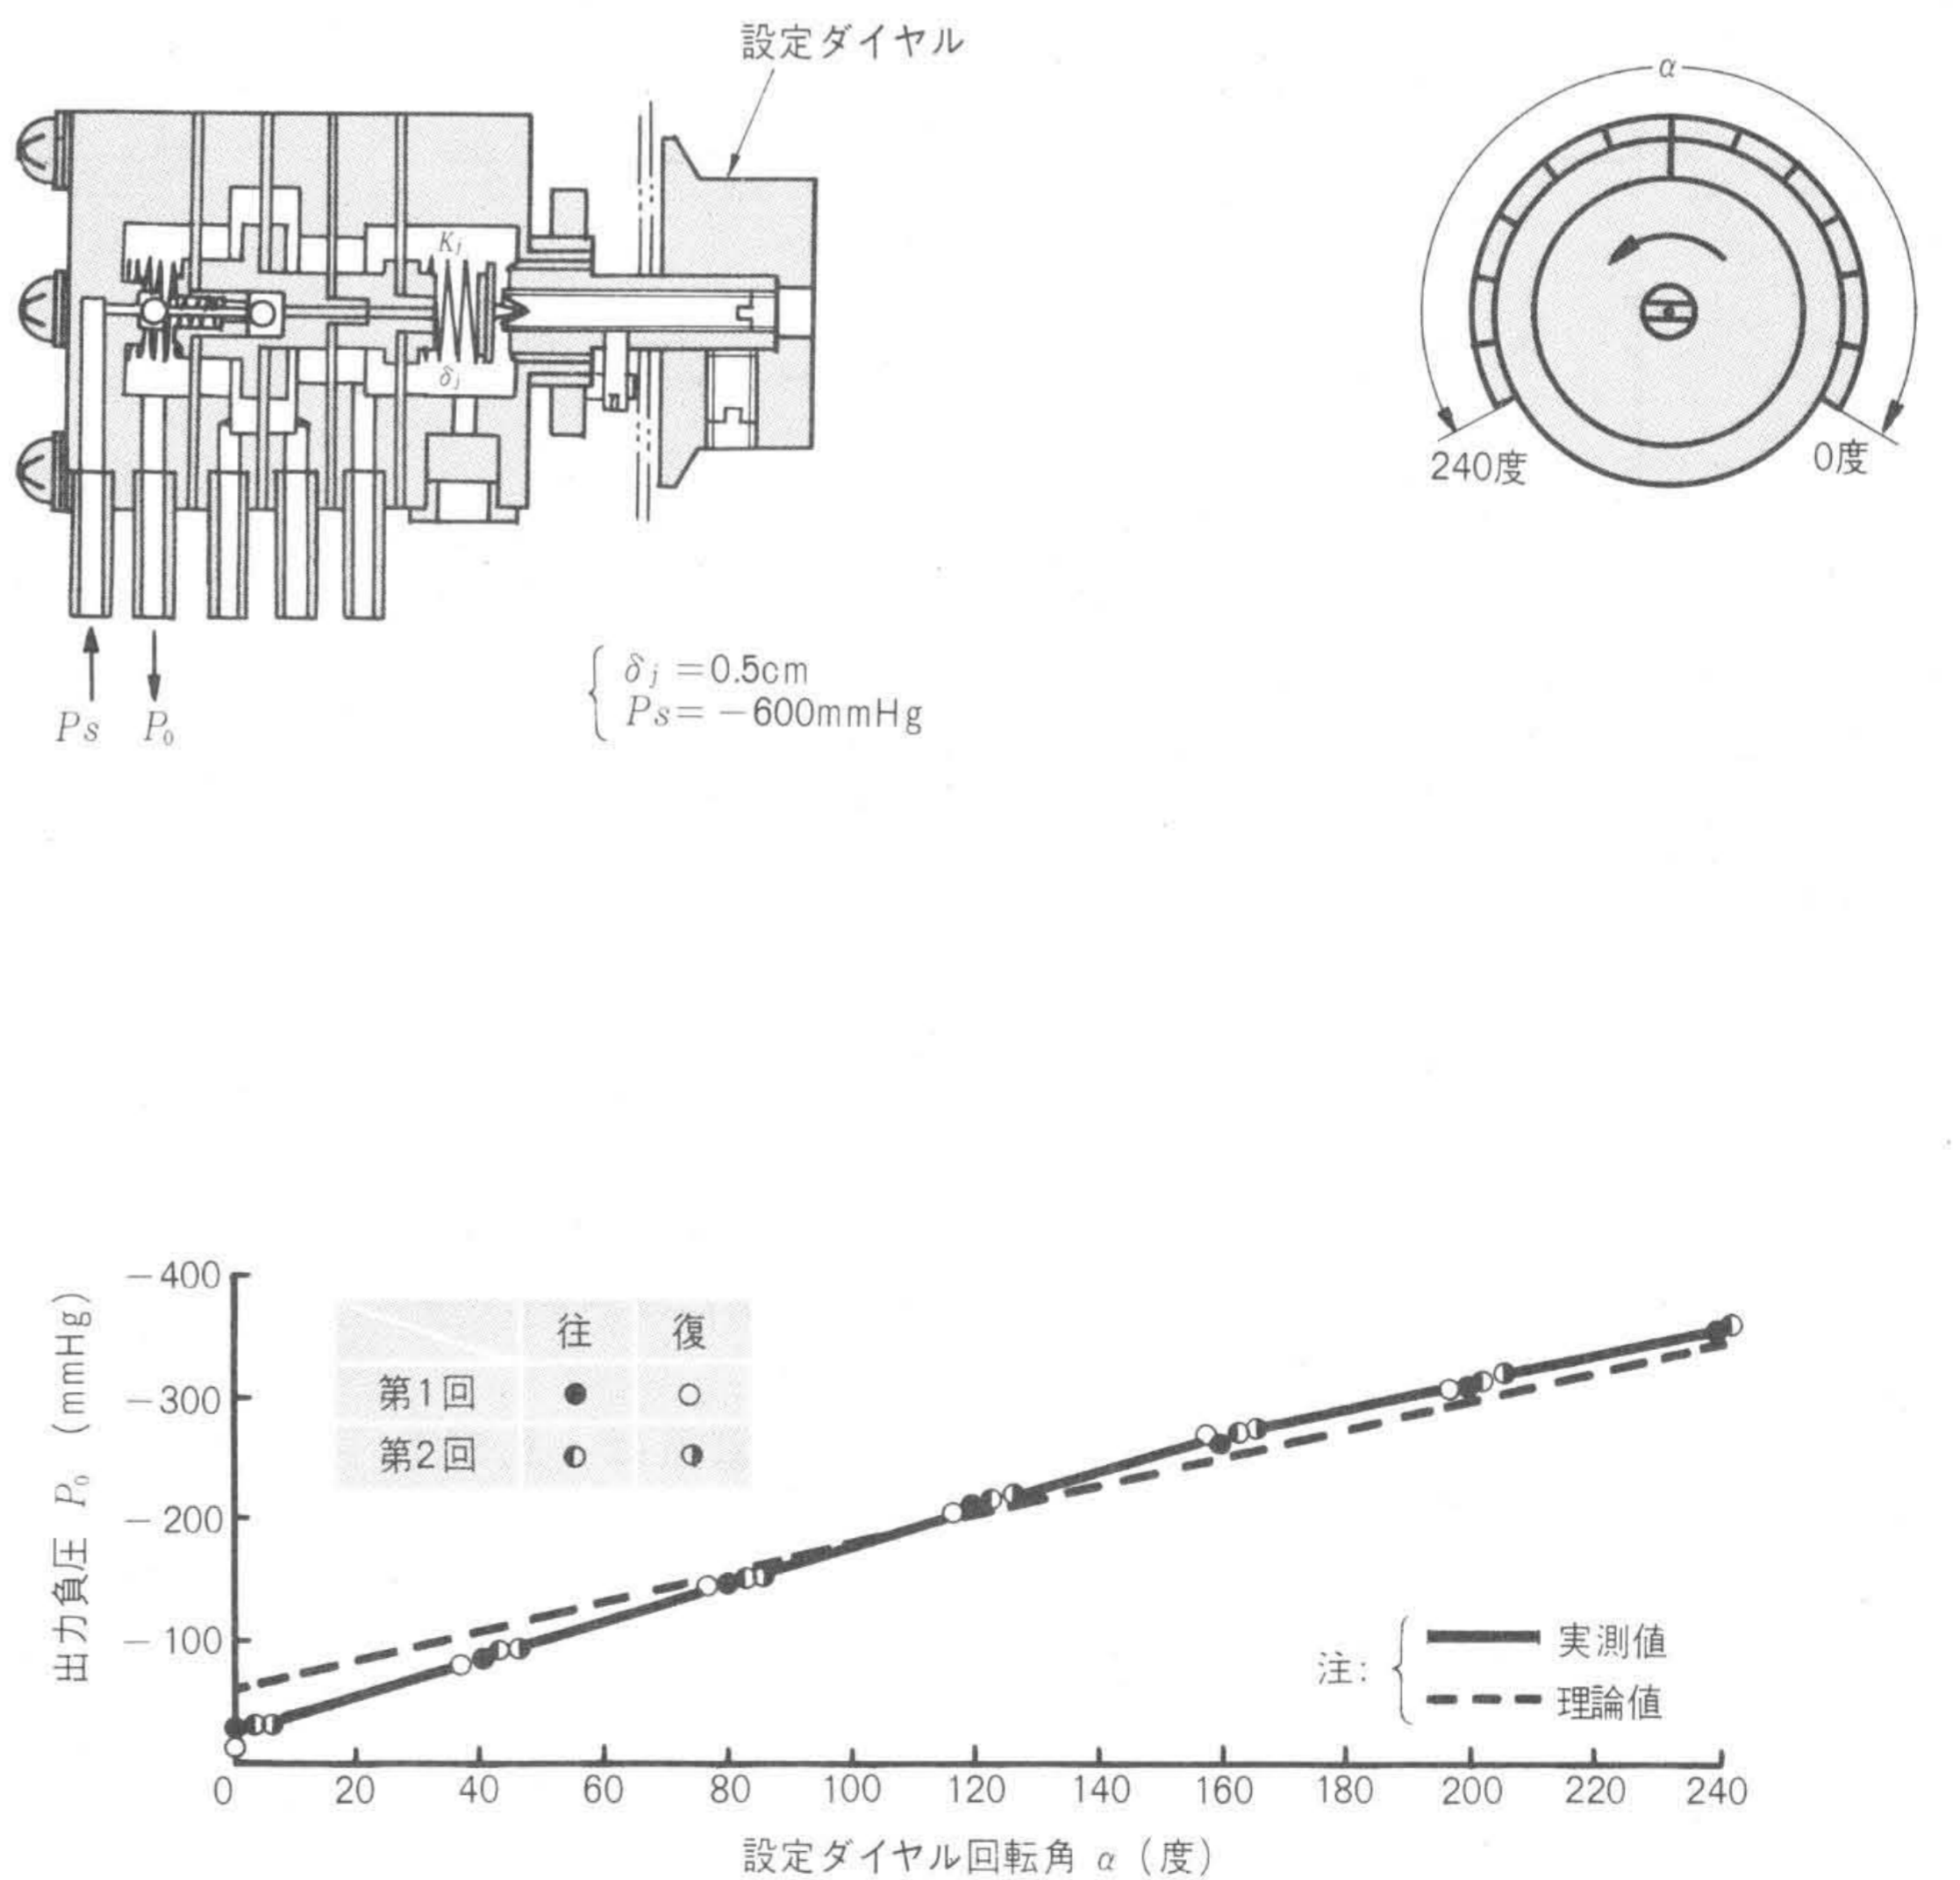 設定ダイヤル
α
Kj
δj
240度
0度
δj =0.5cm
Ps=-600mmHg
Ps
P₀
出力負圧 P₀ (mmHg)
-400
-300
-200
-100
往 復
第1回 ● ○
第2回 ◐ ◑
注:
実測値
理論値
0 20 40 60 80 100 120 140 160 180 200 220 240
設定ダイヤル回転角 α (度)